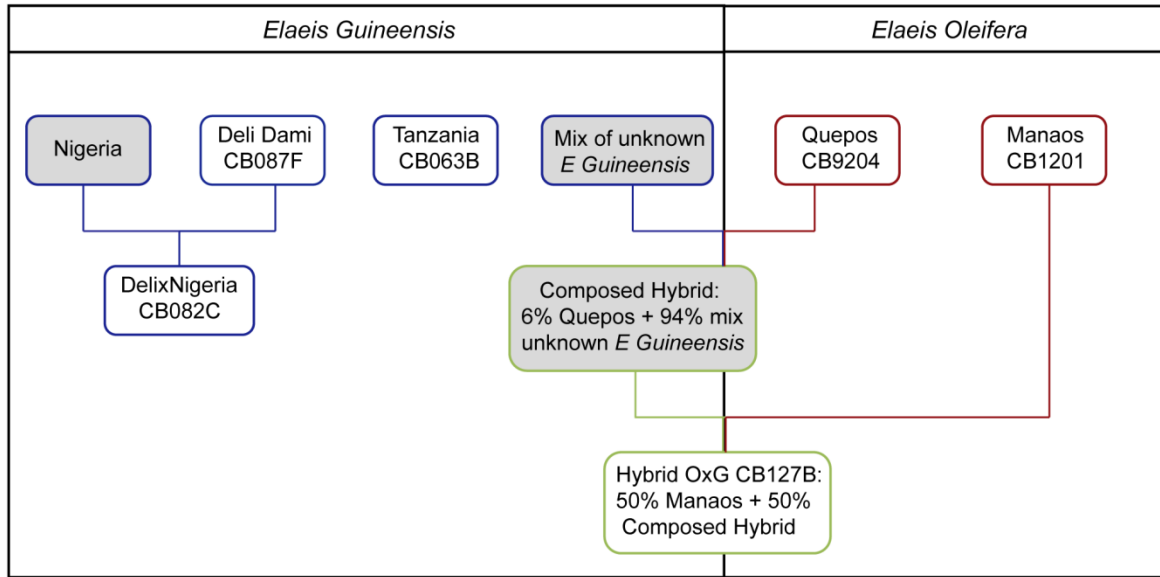 Elaeis Guineensis
Elaeis Oleifera
Nigeria
Deli Dami
CB087F
Tanzania
CB063B
Mix of unknown
E Guineensis
Quepos
CB9204
Manaos
CB1201
DelixNigeria
CB082C
Composed Hybrid:
6% Quepos + 94% mix
unknown E Guineensis
Hybrid OxG CB127B:
50% Manaos + 50%
Composed Hybrid